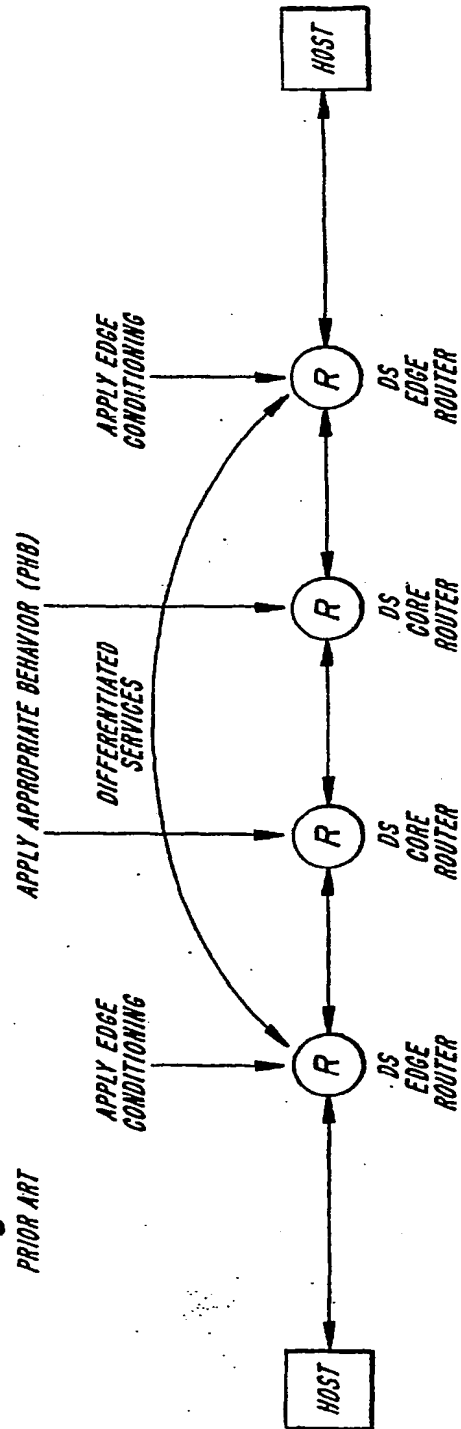 PRIOR ART
APPLY APPROPRIATE BEHAVIOR (PHB)
APPLY EDGE
CONDITIONING
APPLY EDGE
CONDITIONING
DIFFERENTIATED
SERVICES
HOST
R
R
R
R
HOST
DS
EDGE
ROUTER
DS
CORE
ROUTER
DS
CORE
ROUTER
DS
EDGE
ROUTER